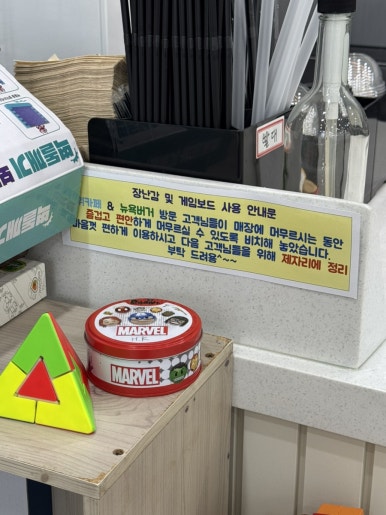 장난감 및 게임보드 사용 안내문
카페 & 뉴욕버거 방문 고객님들이 매장에 머무르시는 동안
즐겁고 편안하게 머무르실 수 있도록 비치해 놓았습니다.
마음껏 편하게 이용하시고 다음 고객님들을 위해 제자리에 정리
부탁 드려용^~~
빨대
MARVEL
MARVEL
H.R